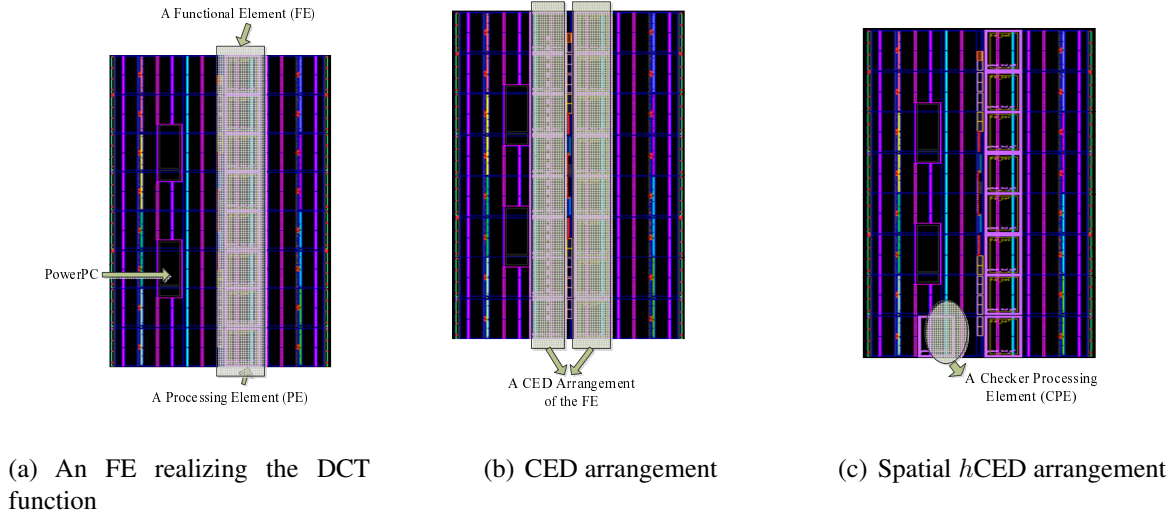 A Functional Element (FE)
PowerPC
A Processing Element (PE)
A CED Arrangement
of the FE
A Checker Processing
Element (CPE)
(a) An FE realizing the DCT
function
(b) CED arrangement
(c) Spatial hCED arrangement